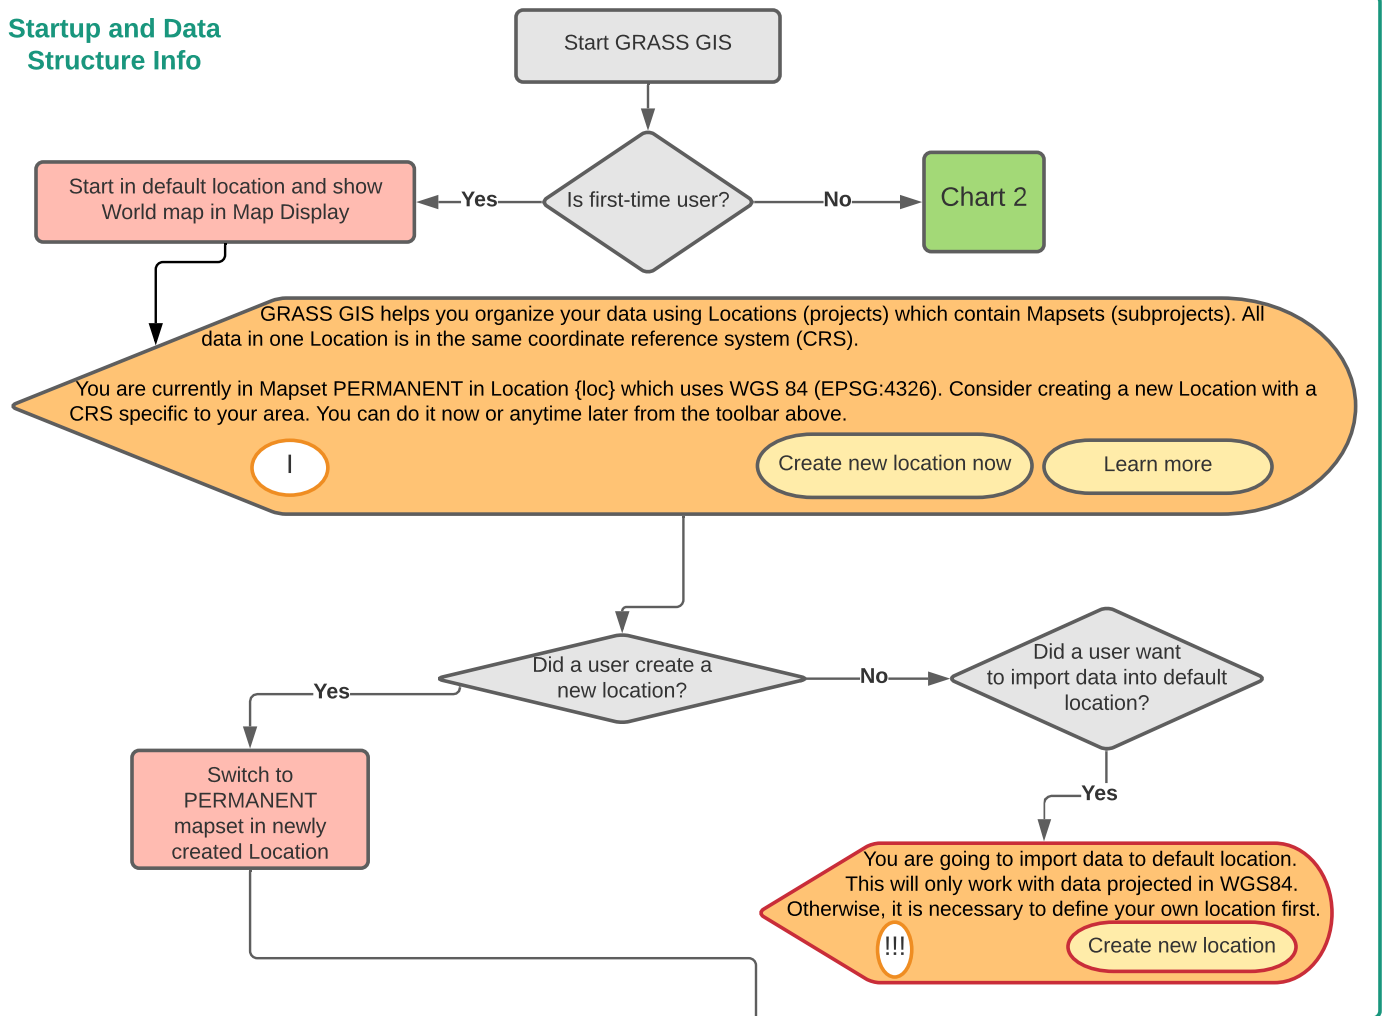 Startup and Data
Structure Info
Start GRASS GIS
Is first-time user?
Yes
No
Start in default location and show
World map in Map Display
Chart 2
GRASS GIS helps you organize your data using Locations (projects) which contain Mapsets (subprojects). All
data in one Location is in the same coordinate reference system (CRS).
You are currently in Mapset PERMANENT in Location {loc} which uses WGS 84 (EPSG:4326). Consider creating a new Location with a
CRS specific to your area. You can do it now or anytime later from the toolbar above.
I
Create new location now
Learn more
Did a user create a
new location?
Yes
No
Did a user want
to import data into default
location?
Yes
Switch to
PERMANENT
mapset in newly
created Location
You are going to import data to default location.
This will only work with data projected in WGS84.
Otherwise, it is necessary to define your own location first.
!!!
Create new location